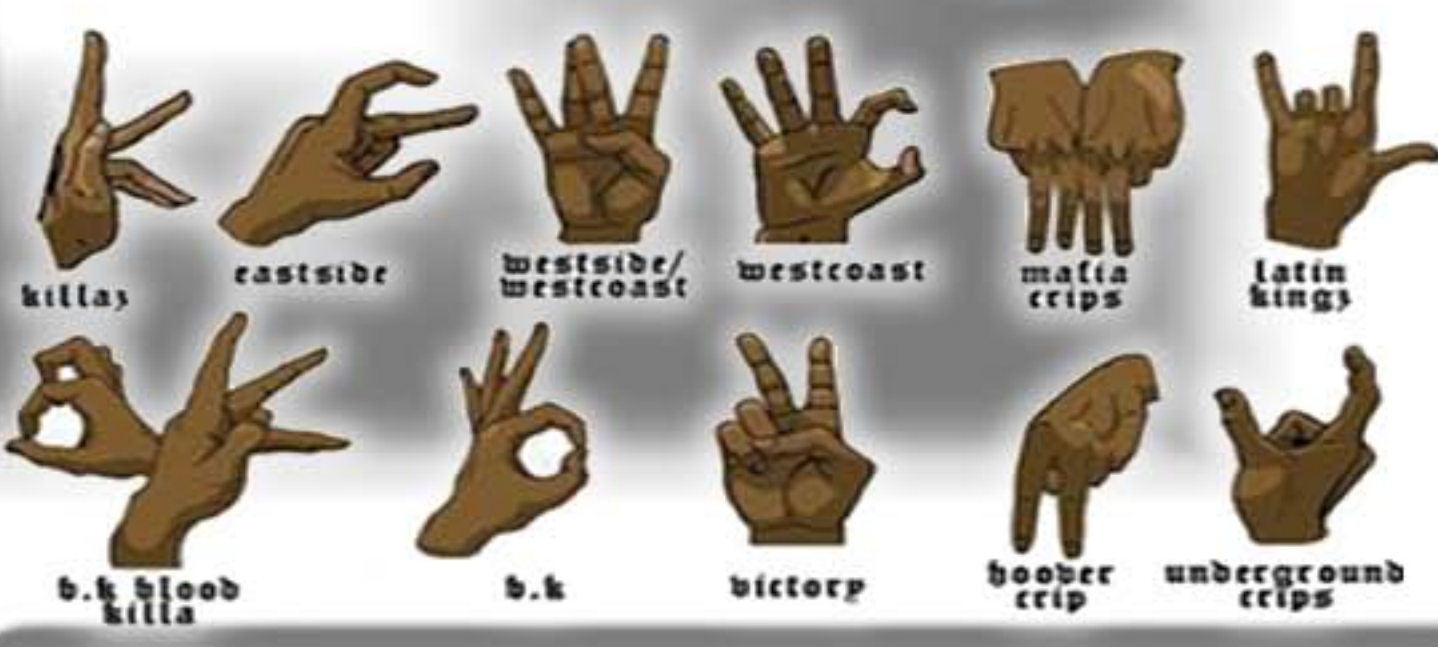 killaz
eastside
westside/
westcoast
westcoast
mafia
crips
latin
kingz
b.k blood
killa
b.k
victory
hoover
crip
underground
crips